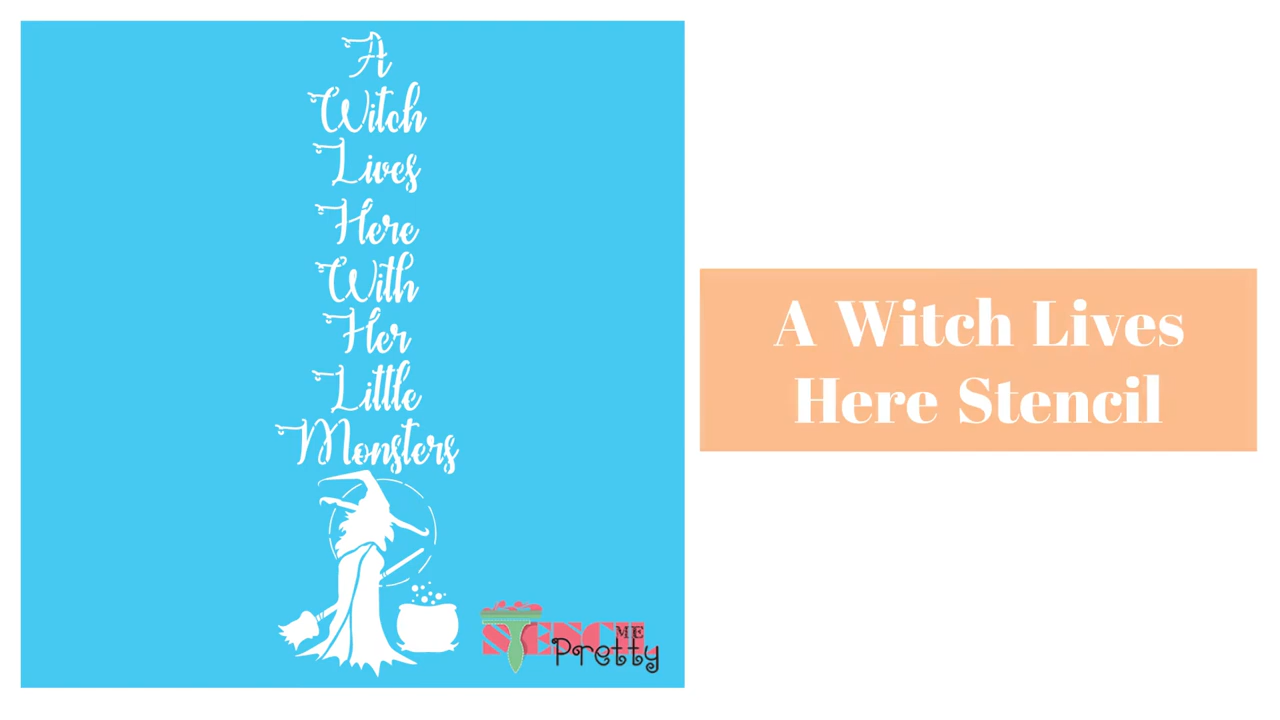 A
Witch
Lives
Here
With
Her
Little
Monsters
STENCIL
ME
Pretty
A Witch Lives
Here Stencil